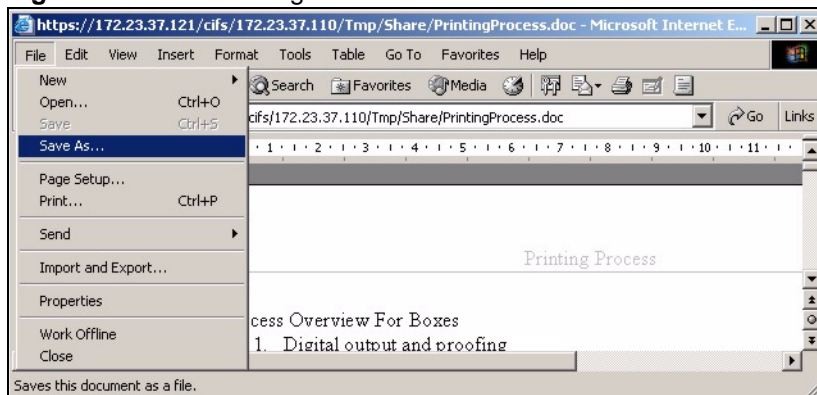 https://172.23.37.121/cifs/172.23.37.110/Tmp/Share/PrintingProcess.doc - Microsoft Internet E...
File Edit View Insert Format Tools Table Go To Favorites Help
New
Search Favorites Media
Open... Ctrl+O
cifs/172.23.37.110/Tmp/Share/PrintingProcess.doc Go Links
Save Ctrl+S
Save As...
1 2 3 4 5 6 7 8 9 10 11
Page Setup...
Print... Ctrl+P
Send
Printing Process
Import and Export...
Properties
cess Overview For Boxes
Work Offline
1. Digital output and proofing
Close
Saves this document as a file.